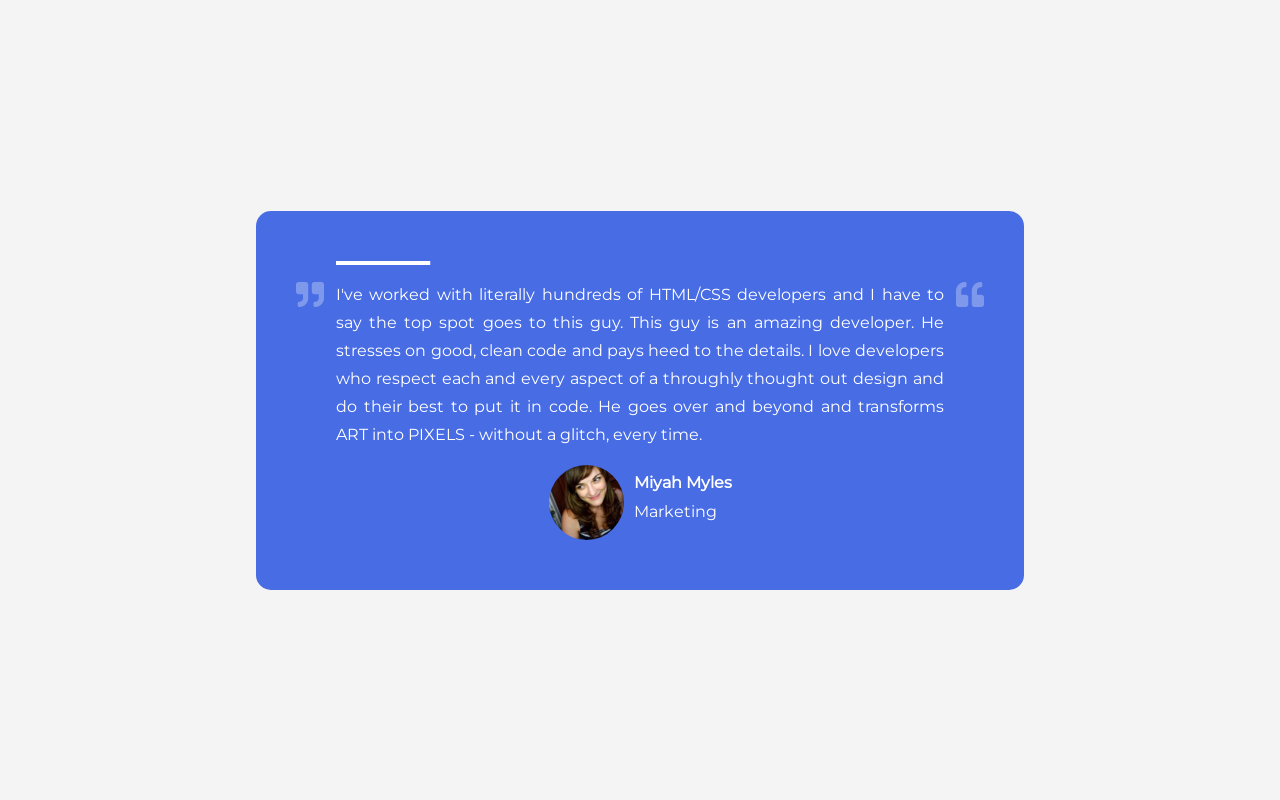 I've worked with literally hundreds of HTML/CSS developers and I have to
say the top spot goes to this guy. This guy is an amazing developer. He
stresses on good, clean code and pays heed to the details. I love developers
who respect each and every aspect of a throughly thought out design and
do their best to put it in code. He goes over and beyond and transforms
ART into PIXELS - without a glitch, every time.
Miyah Myles
Marketing